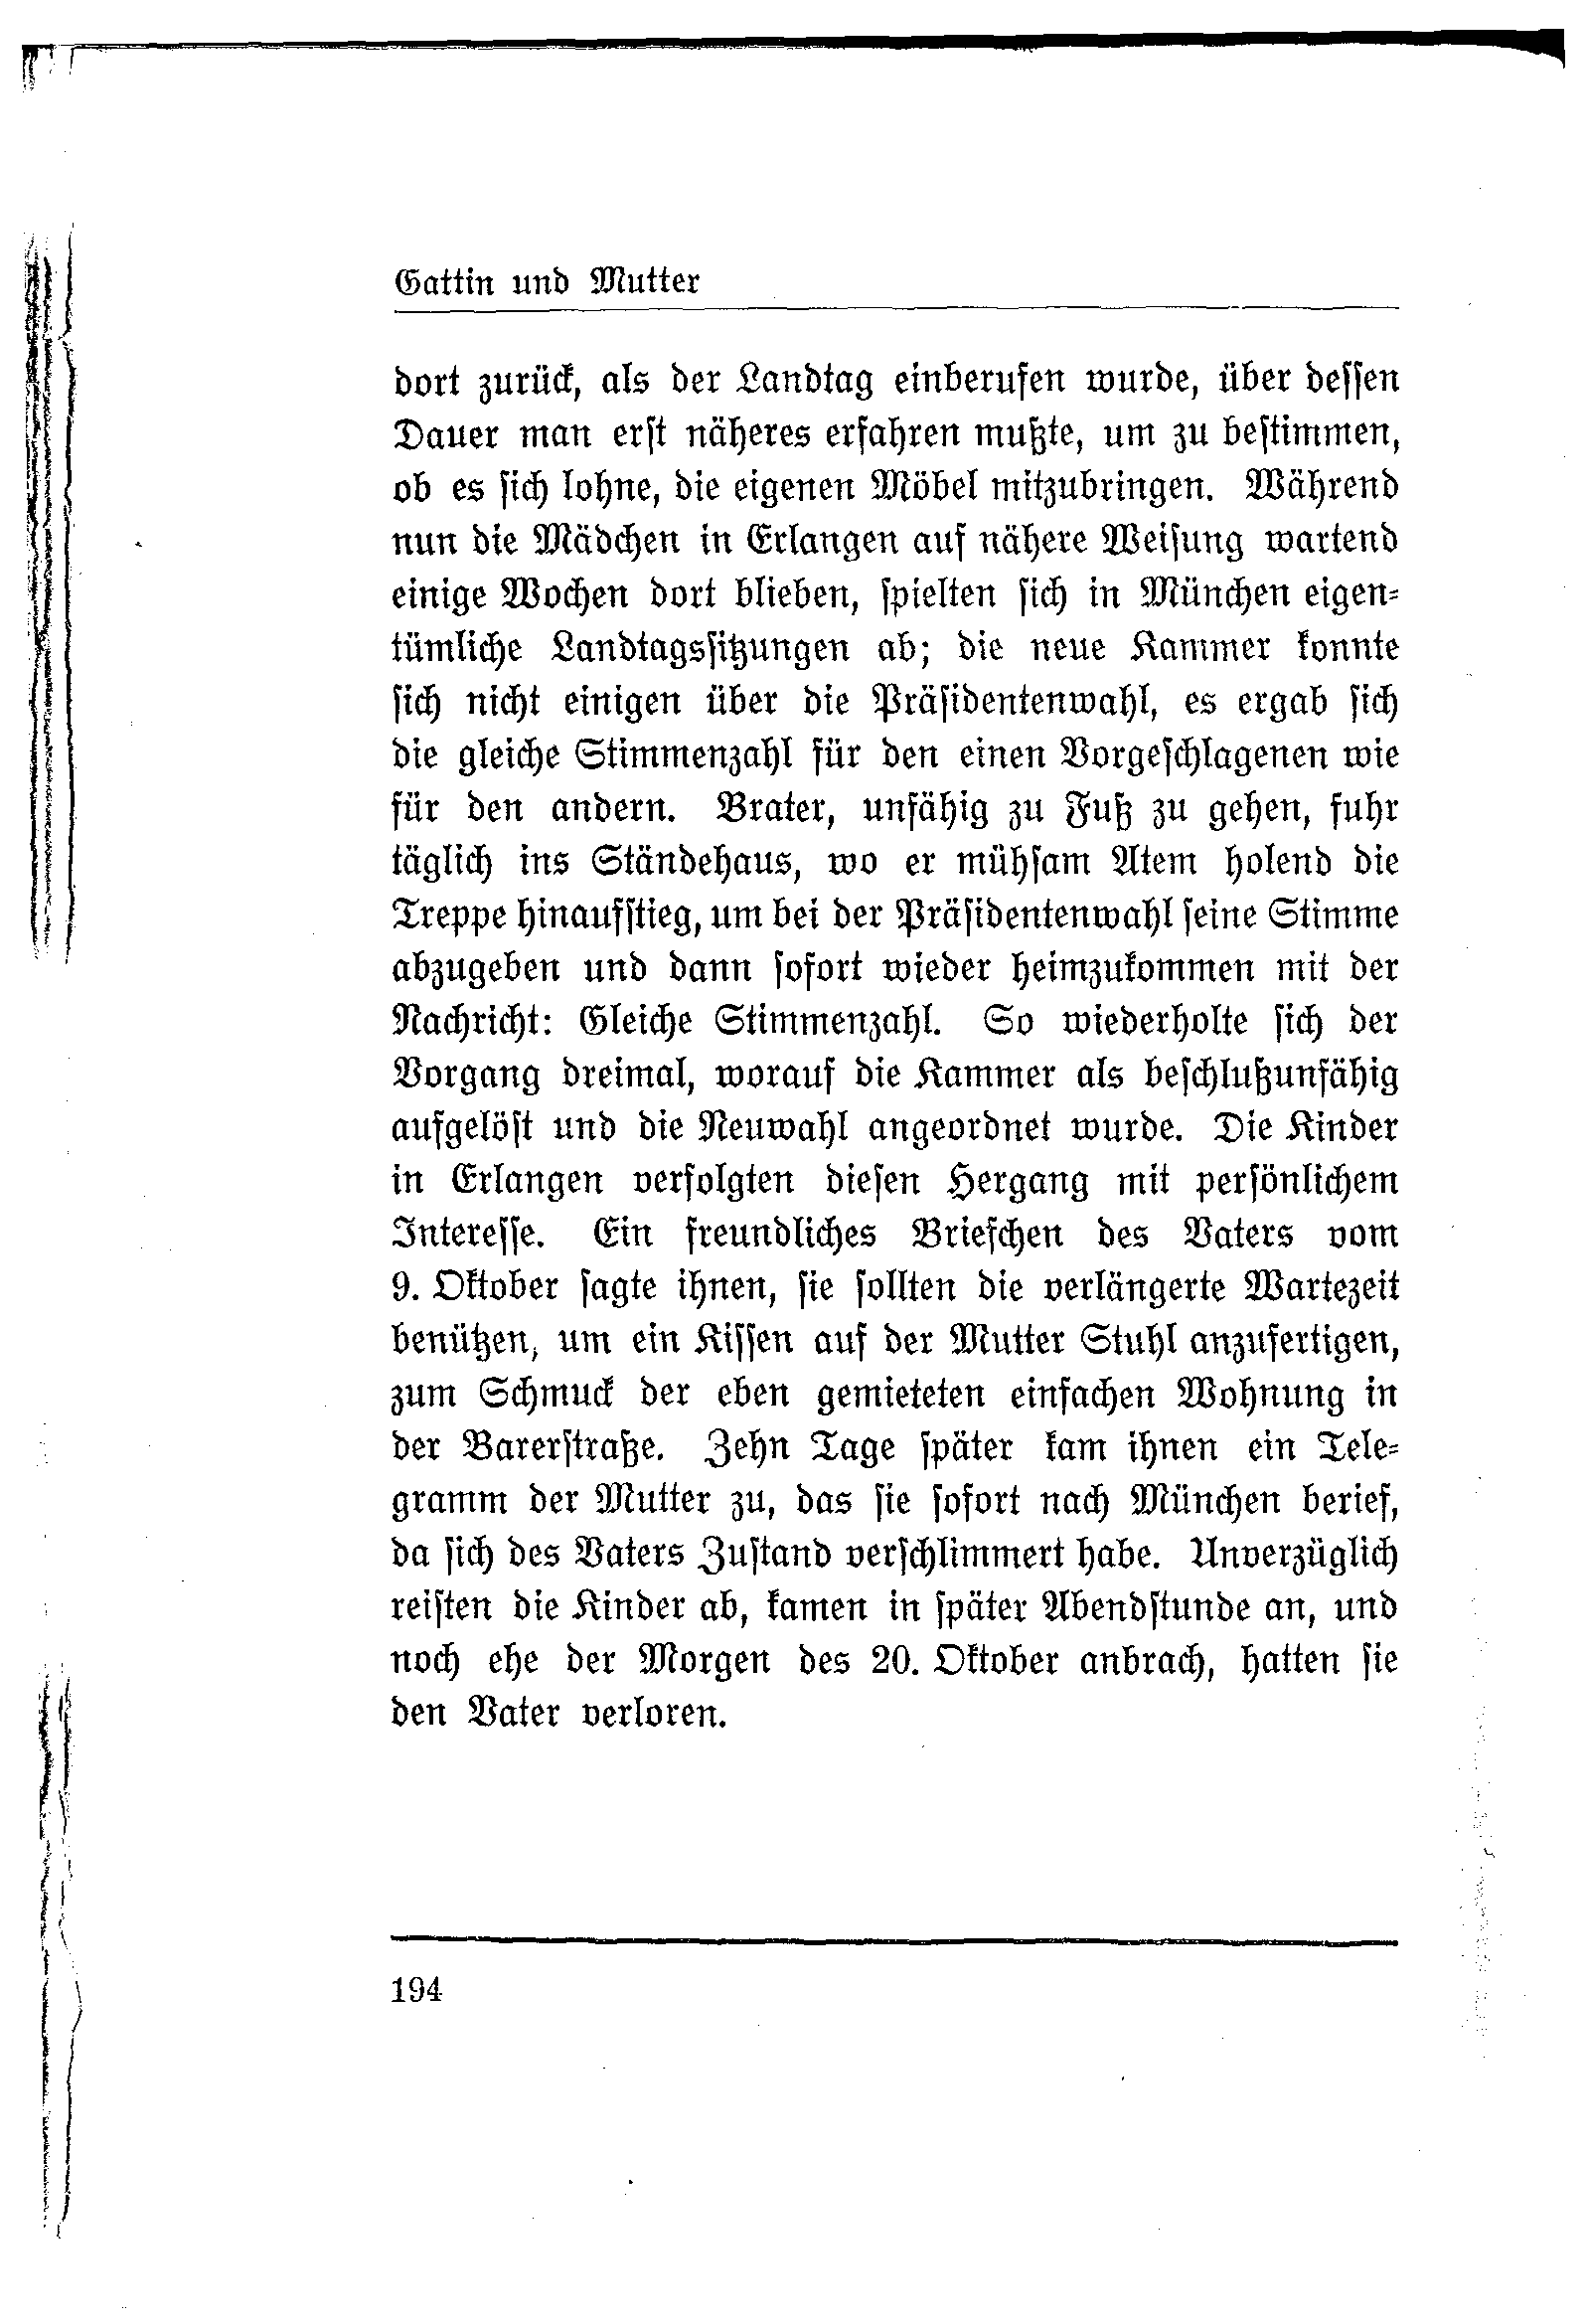 Gattin und Mutter
dort zurück, als der Landtag einberufen wurde, über dessen
Dauer man erst näheres erfahren mußte, um zu bestimmen,
ob es sich lohne, die eigenen Möbel mitzubringen. Während
nun die Mädchen in Erlangen auf nähere Weisung wartend
einige Wochen dort blieben, spielten sich in München eigen-
tümliche Landtagssitzungen ab; die neue Kammer konnte
sich nicht einigen über die Präsidentenwahl, es ergab sich
die gleiche Stimmenzahl für den einen Vorgeschlagenen wie
für den andern. Brater, unfähig zu Fuß zu gehen, fuhr
täglich ins Ständehaus, wo er mühsam Atem holend die
Treppe hinaufstieg, um bei der Präsidentenwahl seine Stimme
abzugeben und dann sofort wieder heimzukommen mit der
Nachricht: Gleiche Stimmenzahl. So wiederholte sich der
Vorgang dreimal, worauf die Kammer als beschlußunfähig
aufgelöst und die Neuwahl angeordnet wurde. Die Kinder
in Erlangen verfolgten diesen Hergang mit persönlichem
Interesse. Ein freundliches Briefchen des Vaters vom
9. Oktober sagte ihnen, sie sollten die verlängerte Wartezeit
benützen, um ein Kissen auf der Mutter Stuhl anzufertigen,
zum Schmuck der eben gemieteten einfachen Wohnung in
der Barerstraße. Zehn Tage später kam ihnen ein Tele-
gramm der Mutter zu, das sie sofort nach München berief,
da sich des Vaters Zustand verschlimmert habe. Unverzüglich
reisten die Kinder ab, kamen in später Abendstunde an, und
noch ehe der Morgen des 20. Oktober anbrach, hatten sie
den Vater verloren.
194